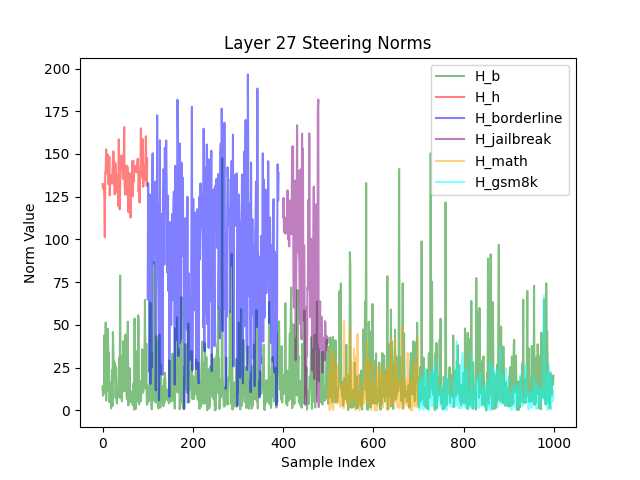 Layer 27 Steering Norms
200
175
150
125
100
75
50
25
0
Norm Value
0
200
400
600
800
1000
Sample Index
H_b
H_h
H_borderline
H_jailbreak
H_math
H_gsm8k